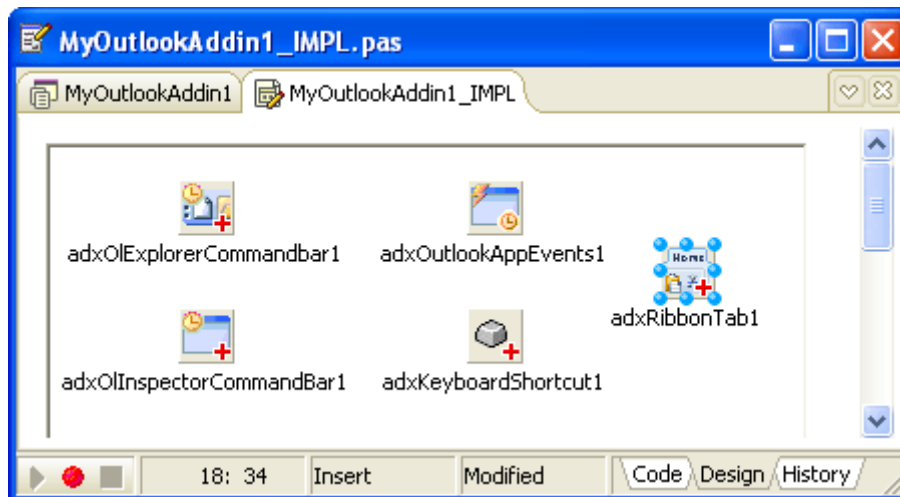 MyOutlookAddin1_IMPL.pas
MyOutlookAddin1 MyOutlookAddin1_IMPL
adxOlExplorerCommandbar1 adxOutlookAppEvents1
Home
adxRibbonTab1
adxOlInspectorCommandBar1 adxKeyboardShortcut1
18: 34 Insert Modified Code Design History